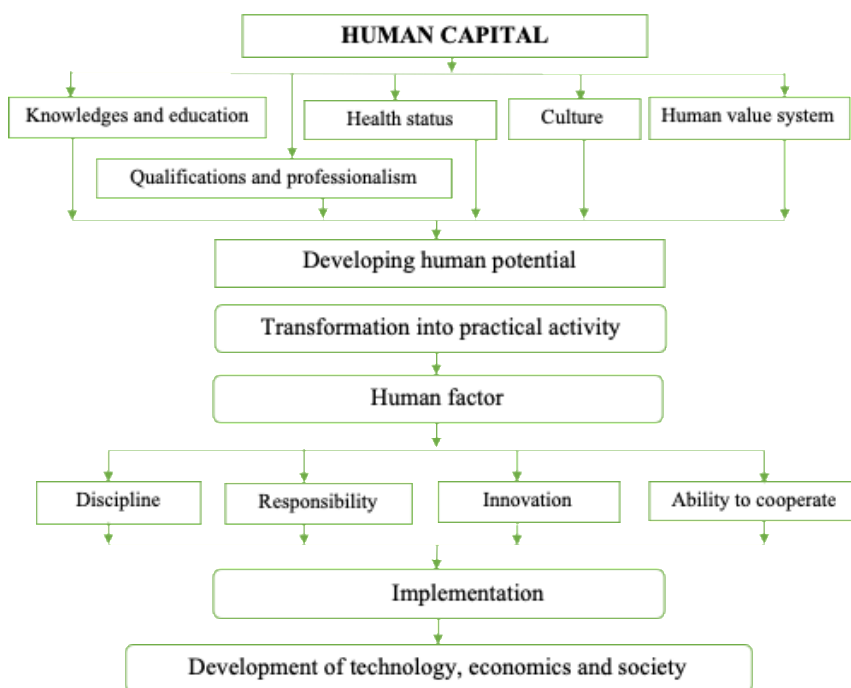 HUMAN CAPITAL
Knowledges and education
Health status
Culture
Human value system
Qualifications and professionalism
Developing human potential
Transformation into practical activity
Human factor
Discipline
Responsibility
Innovation
Ability to cooperate
Implementation
Development of technology, economics and society